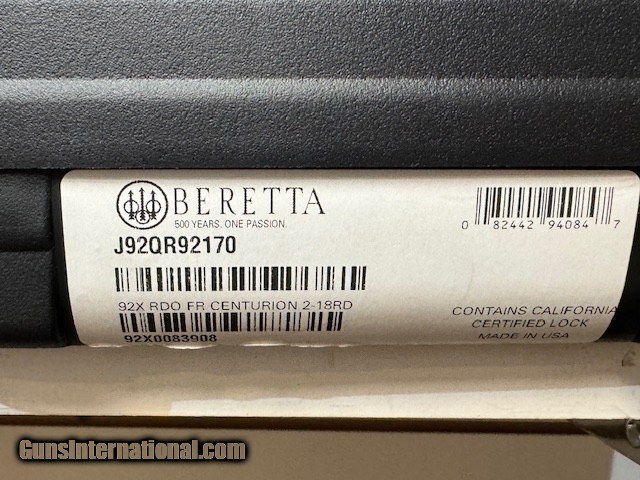 BERETTA
500 YEARS. ONE PASSION.
J92QR92170
92X RDO FR CENTURION 2-18RD
92X0083908
0 82442 94084 7
CONTAINS CALIFORNIA
CERTIFIED LOCK
MADE IN USA
GunsInternational.com